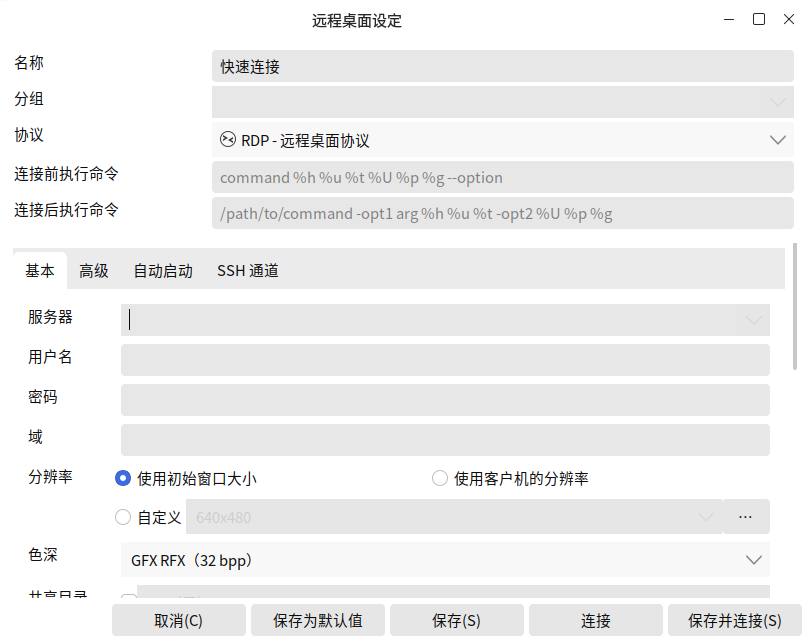 远程桌面设定
名称 快速连接
分组
协议 RDP - 远程桌面协议
连接前执行命令 command %h %u %t %U %p %g --option
连接后执行命令 /path/to/command -opt1 arg %h %u %t -opt2 %U %p %g
基本 高级 自动启动 SSH 通道
服务器
用户名
密码
域
分辨率 使用初始窗口大小 使用客户机的分辨率
自定义 640x480 ...
色深 GFX RFX（32 bpp）
共享目录
取消(C) 保存为默认值 保存(S) 连接 保存并连接(S)